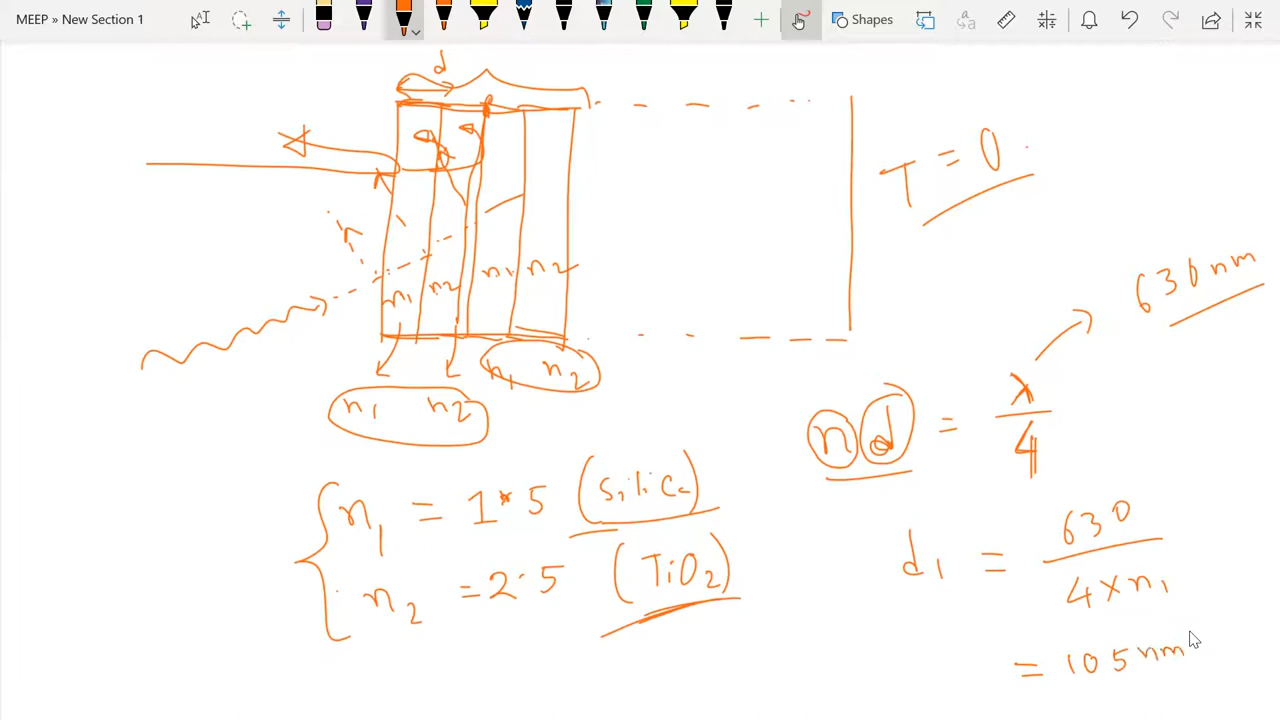 MEEP » New Section 1
Shapes
d
T = 0
n1 n2 n1 n2
n1 n2
n1 n2
630 nm
nd = λ/4
n1 = 1.5 (Silica)
n2 = 2.5 (TiO2)
d1 = 630 / 4 × n1
= 105 nm